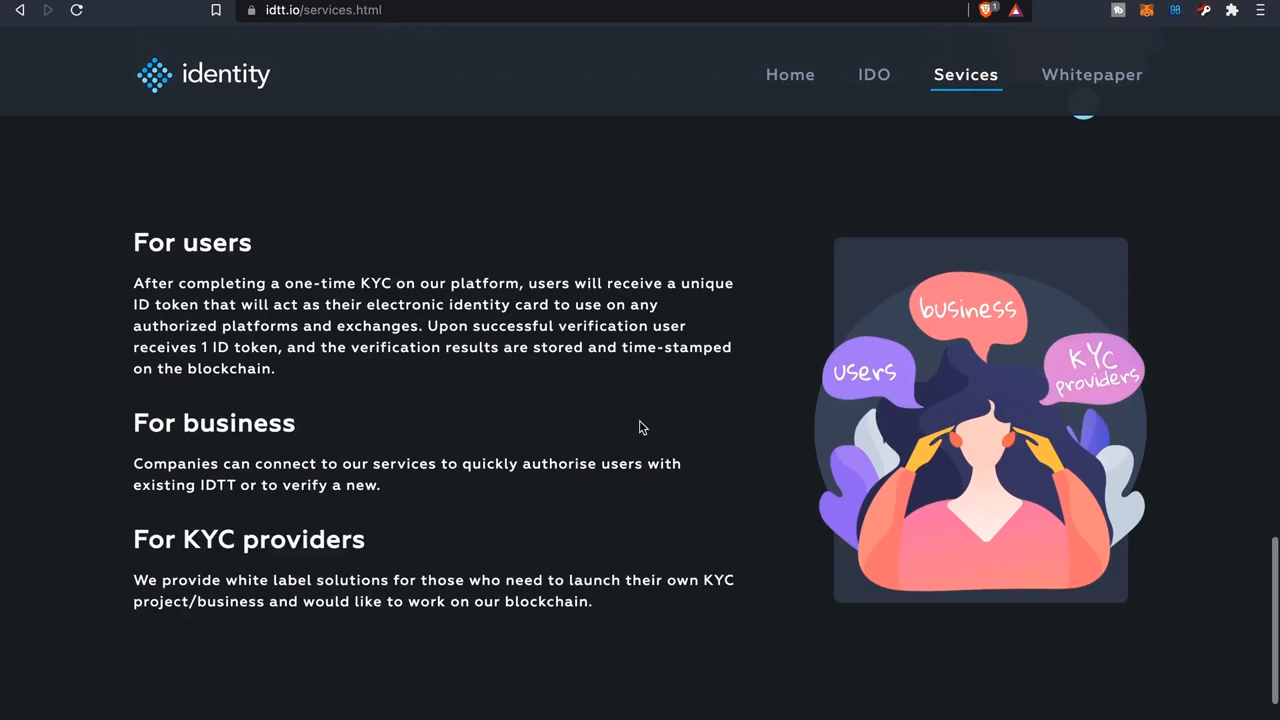 idtt.io/services.html
1
tb
identity
Home IDO Sevices Whitepaper
For users
After completing a one-time KYC on our platform, users will receive a unique
ID token that will act as their electronic identity card to use on any
authorized platforms and exchanges. Upon successful verification user
receives 1 ID token, and the verification results are stored and time-stamped
on the blockchain.
For business
Companies can connect to our services to quickly authorise users with
existing IDTT or to verify a new.
For KYC providers
We provide white label solutions for those who need to launch their own KYC
project/business and would like to work on our blockchain.
business
users
KYC
providers